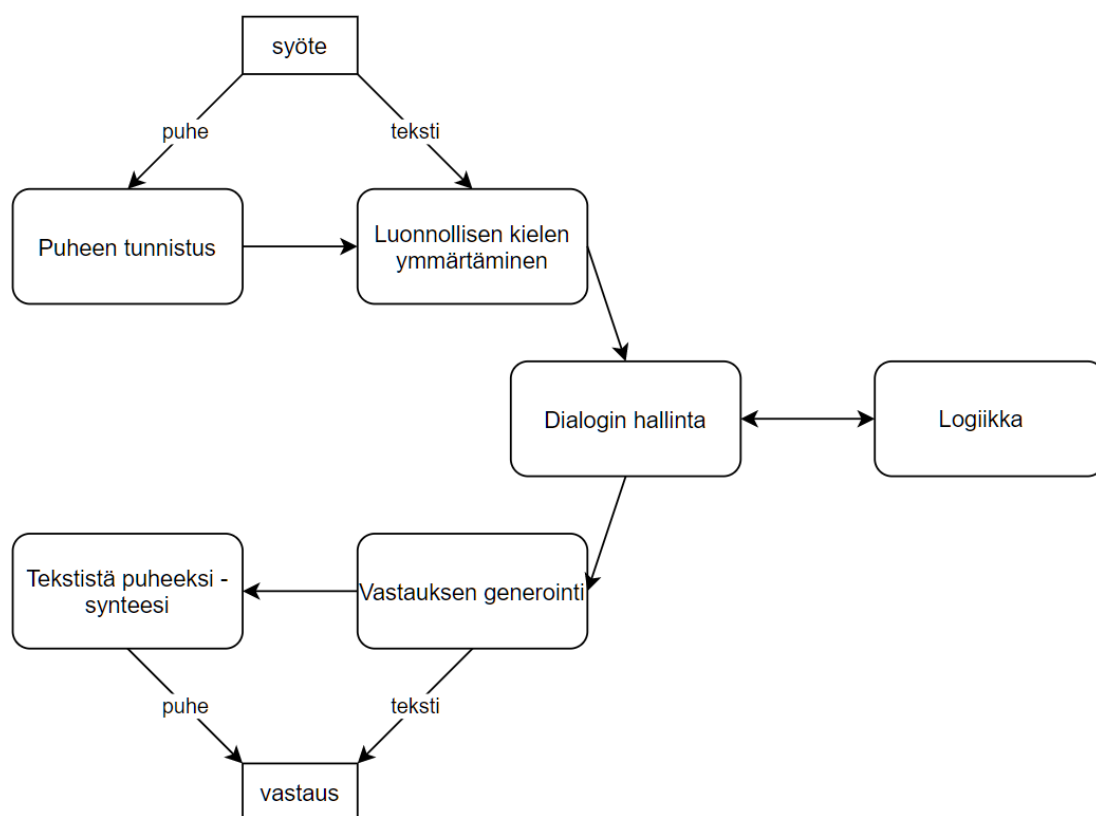 syöte
puhe
teksti
Puheen tunnistus
Luonnollisen kielen
ymmärtäminen
Dialogin hallinta
Logiikka
Tekstistä puheeksi -
synteesi
Vastauksen generointi
puhe
teksti
vastaus